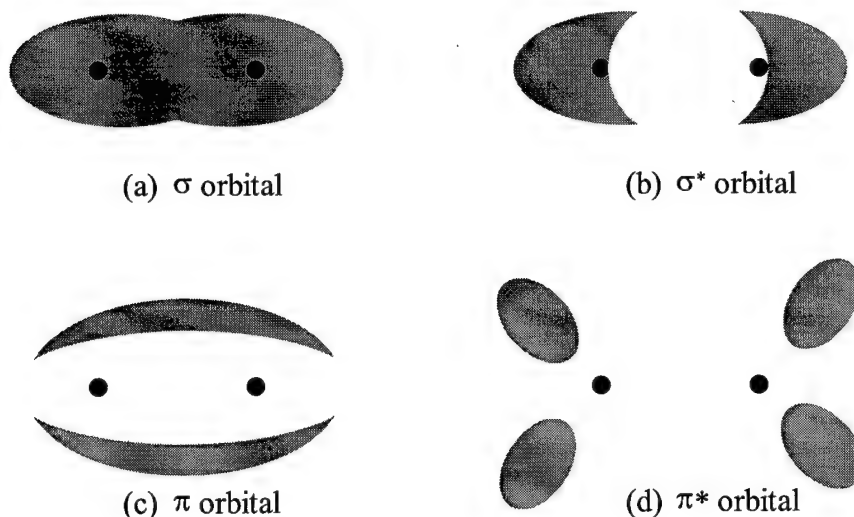 (a) σ orbital
(b) σ* orbital
(c) π orbital
(d) π* orbital